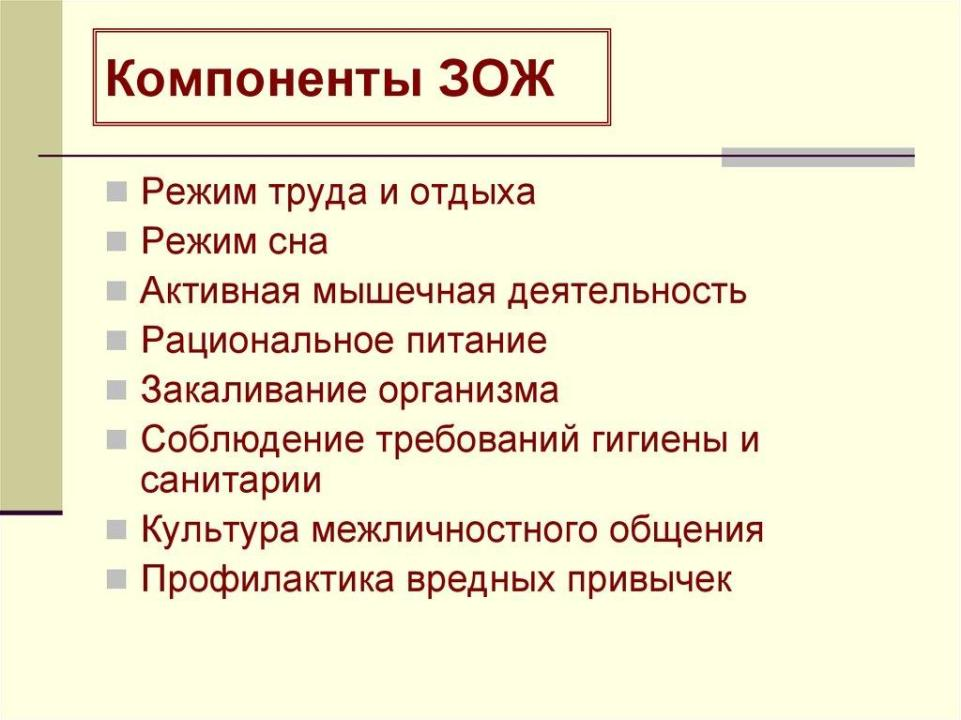 Компоненты ЗОЖ
Режим труда и отдыха
Режим сна
Активная мышечная деятельность
Рациональное питание
Закаливание организма
Соблюдение требований гигиены и
санитарии
Культура межличностного общения
Профилактика вредных привычек